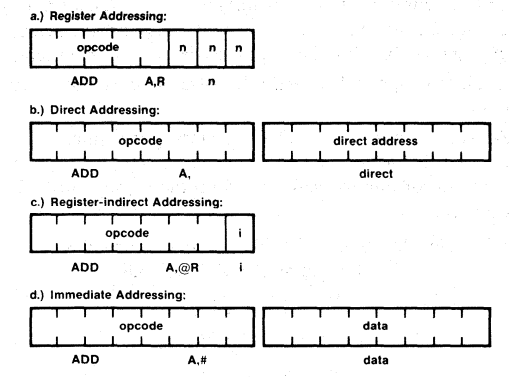 a.) Register Addressing:
opcode n n n
ADD A,R n
b.) Direct Addressing:
opcode direct address
ADD A, direct
c.) Register-indirect Addressing:
opcode i
ADD A,@R i
d.) Immediate Addressing:
opcode data
ADD A,# data